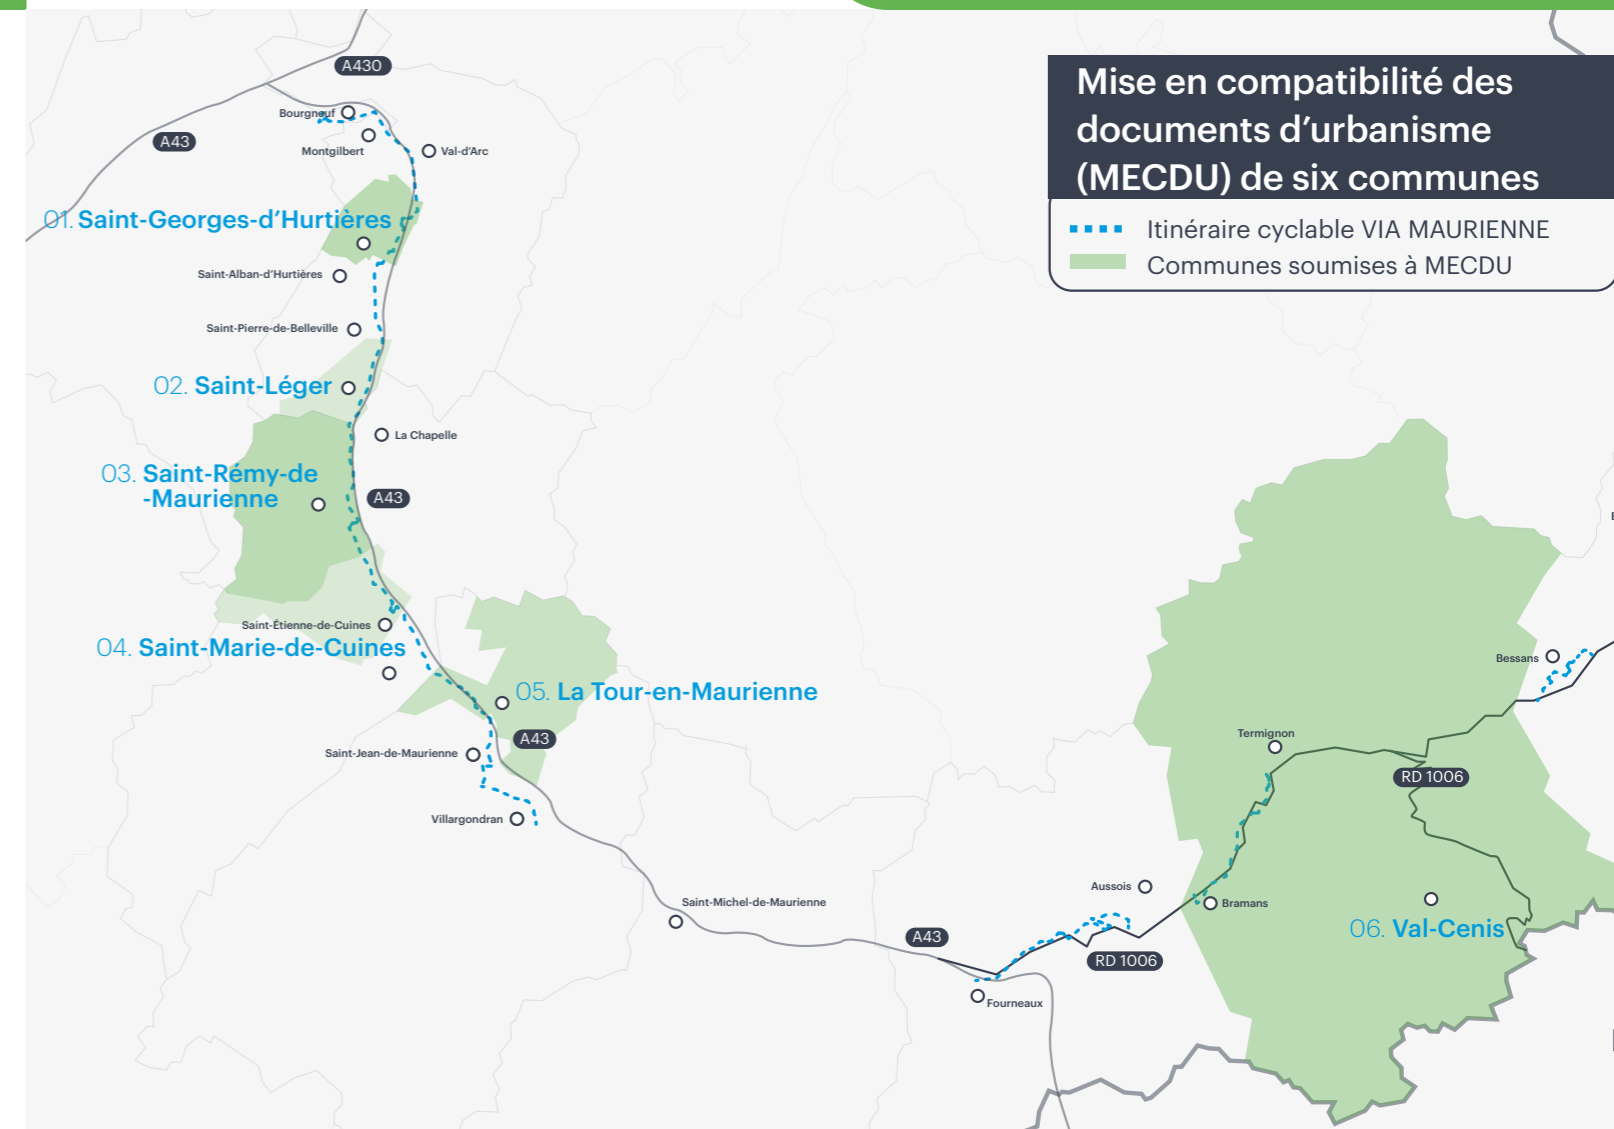 Mise en compatibilité des
documents d’urbanisme
(MECDU) de six communes
Itinéraire cyclable VIA MAURIENNE
Communes soumises à MECDU
A430
A43
Bourgneuf
Montgilbert
Val-d’Arc
01. Saint-Georges-d’Hurtières
Saint-Alban-d’Hurtières
Saint-Pierre-de-Belleville
02. Saint-Léger
La Chapelle
03. Saint-Rémy-de
-Maurienne
A43
Saint-Étienne-de-Cuines
04. Saint-Marie-de-Cuines
05. La Tour-en-Maurienne
A43
Saint-Jean-de-Maurienne
Villargondran
Saint-Michel-de-Maurienne
A43
Fourneaux
Aussois
RD 1006
Bramans
Termignon
Bessans
RD 1006
06. Val-Cenis